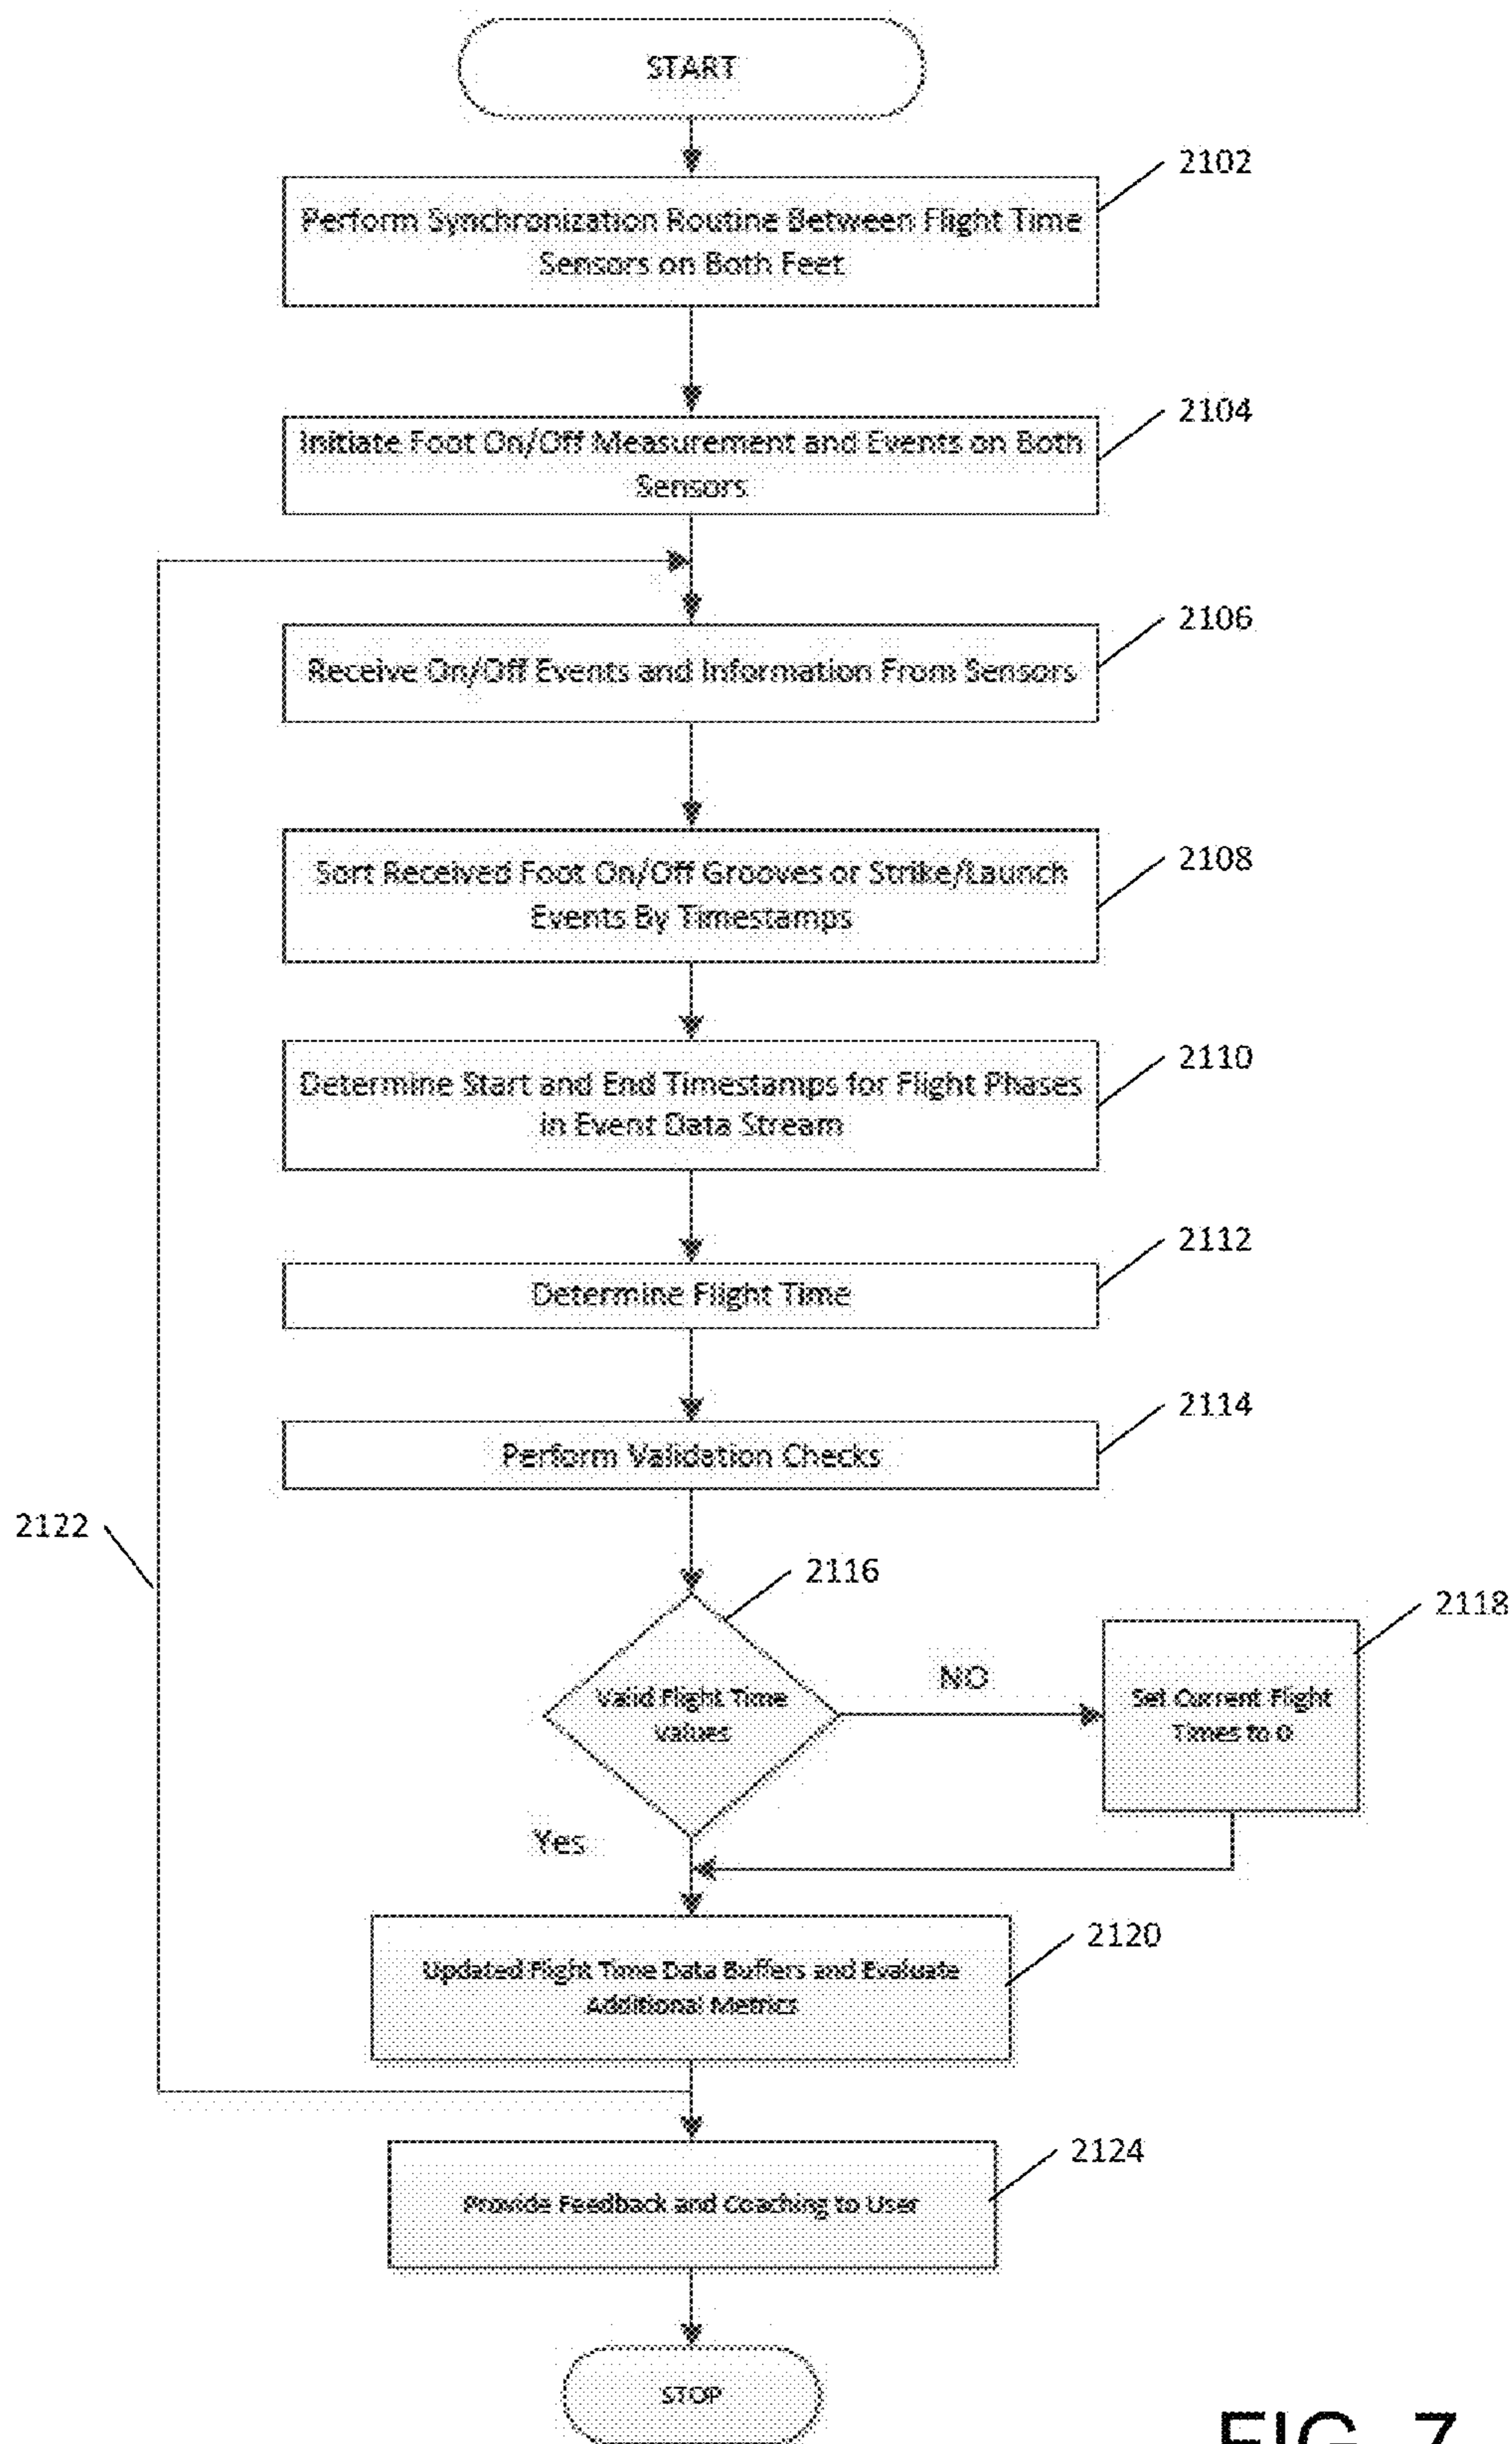 START
2102
Perform Synchronization Routine Between Flight Time
Sensors on Both Feet
2104
Initiate Foot On/Off Measurement and Events on Both
Sensors
2106
Receive On/Off Events and Information From Sensors
2108
Sort Received Foot On/Off Grooves or Strike/Launch
Events By Timestamps
2110
Determine Start and End Timestamps for Flight Phases
in Event Data Stream
2112
Determine Flight Time
2114
Perform Validation Checks
2122
2116
2118
Valid Flight Time
values
NO
Set Current Flight
Times to 0
Yes
2120
Updated Flight Time Data Buffers and Evaluate
Additional Metrics
2124
Provide Feedback and Coaching to User
STOP
FIG. 7